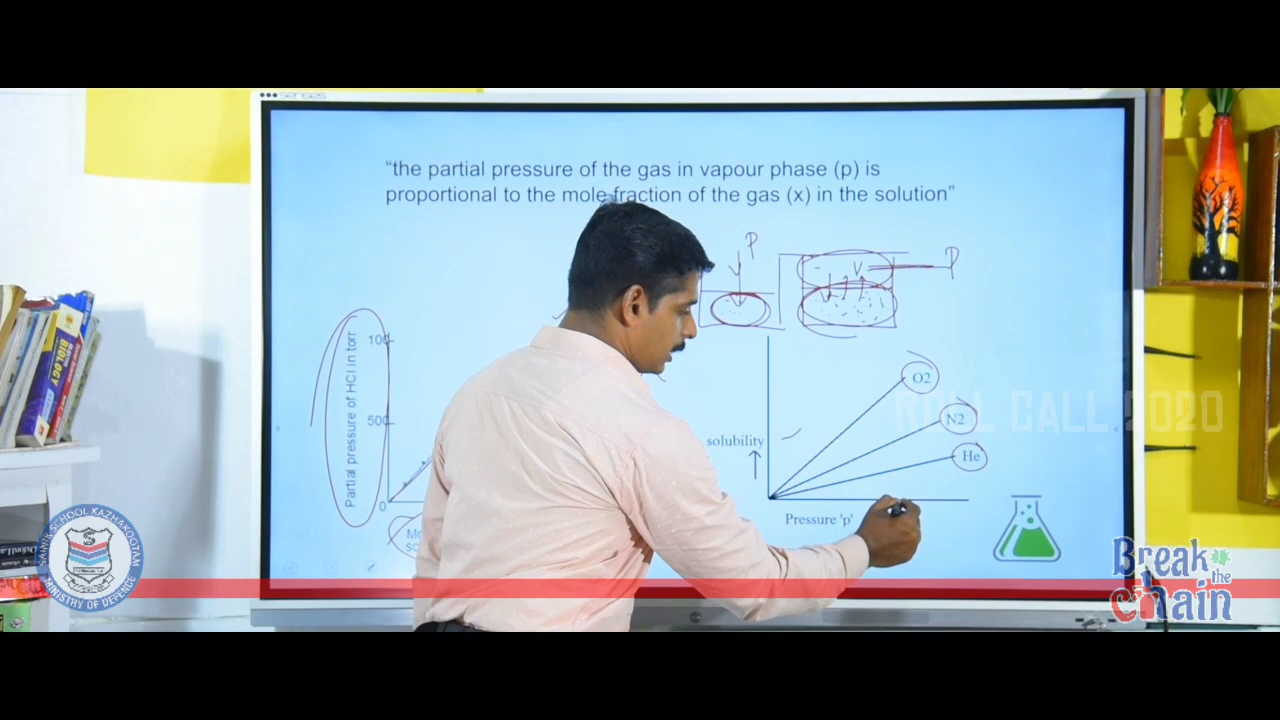 senses
“the partial pressure of the gas in vapour phase (p) is
proportional to the mole fraction of the gas (x) in the solution”
P
P
100
Partial pressure of HCl in torr
500
0
O2
N2
He
solubility
Pressure 'p'
ROLL CALL 2020
BIOLOGY
SAINIK SCHOOL KAZHAKOOTAM
MINISTRY OF DEFENCE
Break
the
chain